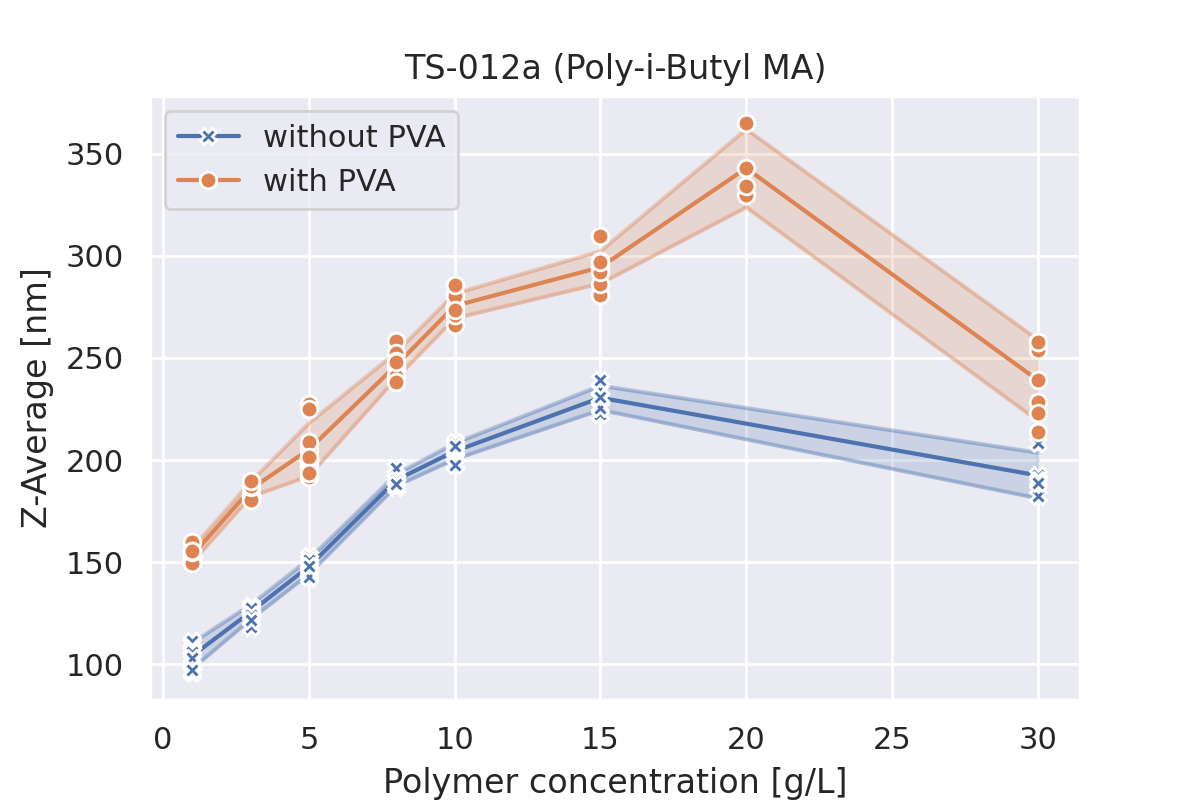 TS-012a (Poly-i-Butyl MA)
without PVA
with PVA
350
300
250
200
150
100
Z-Average [nm]
0 5 10 15 20 25 30
Polymer concentration [g/L]